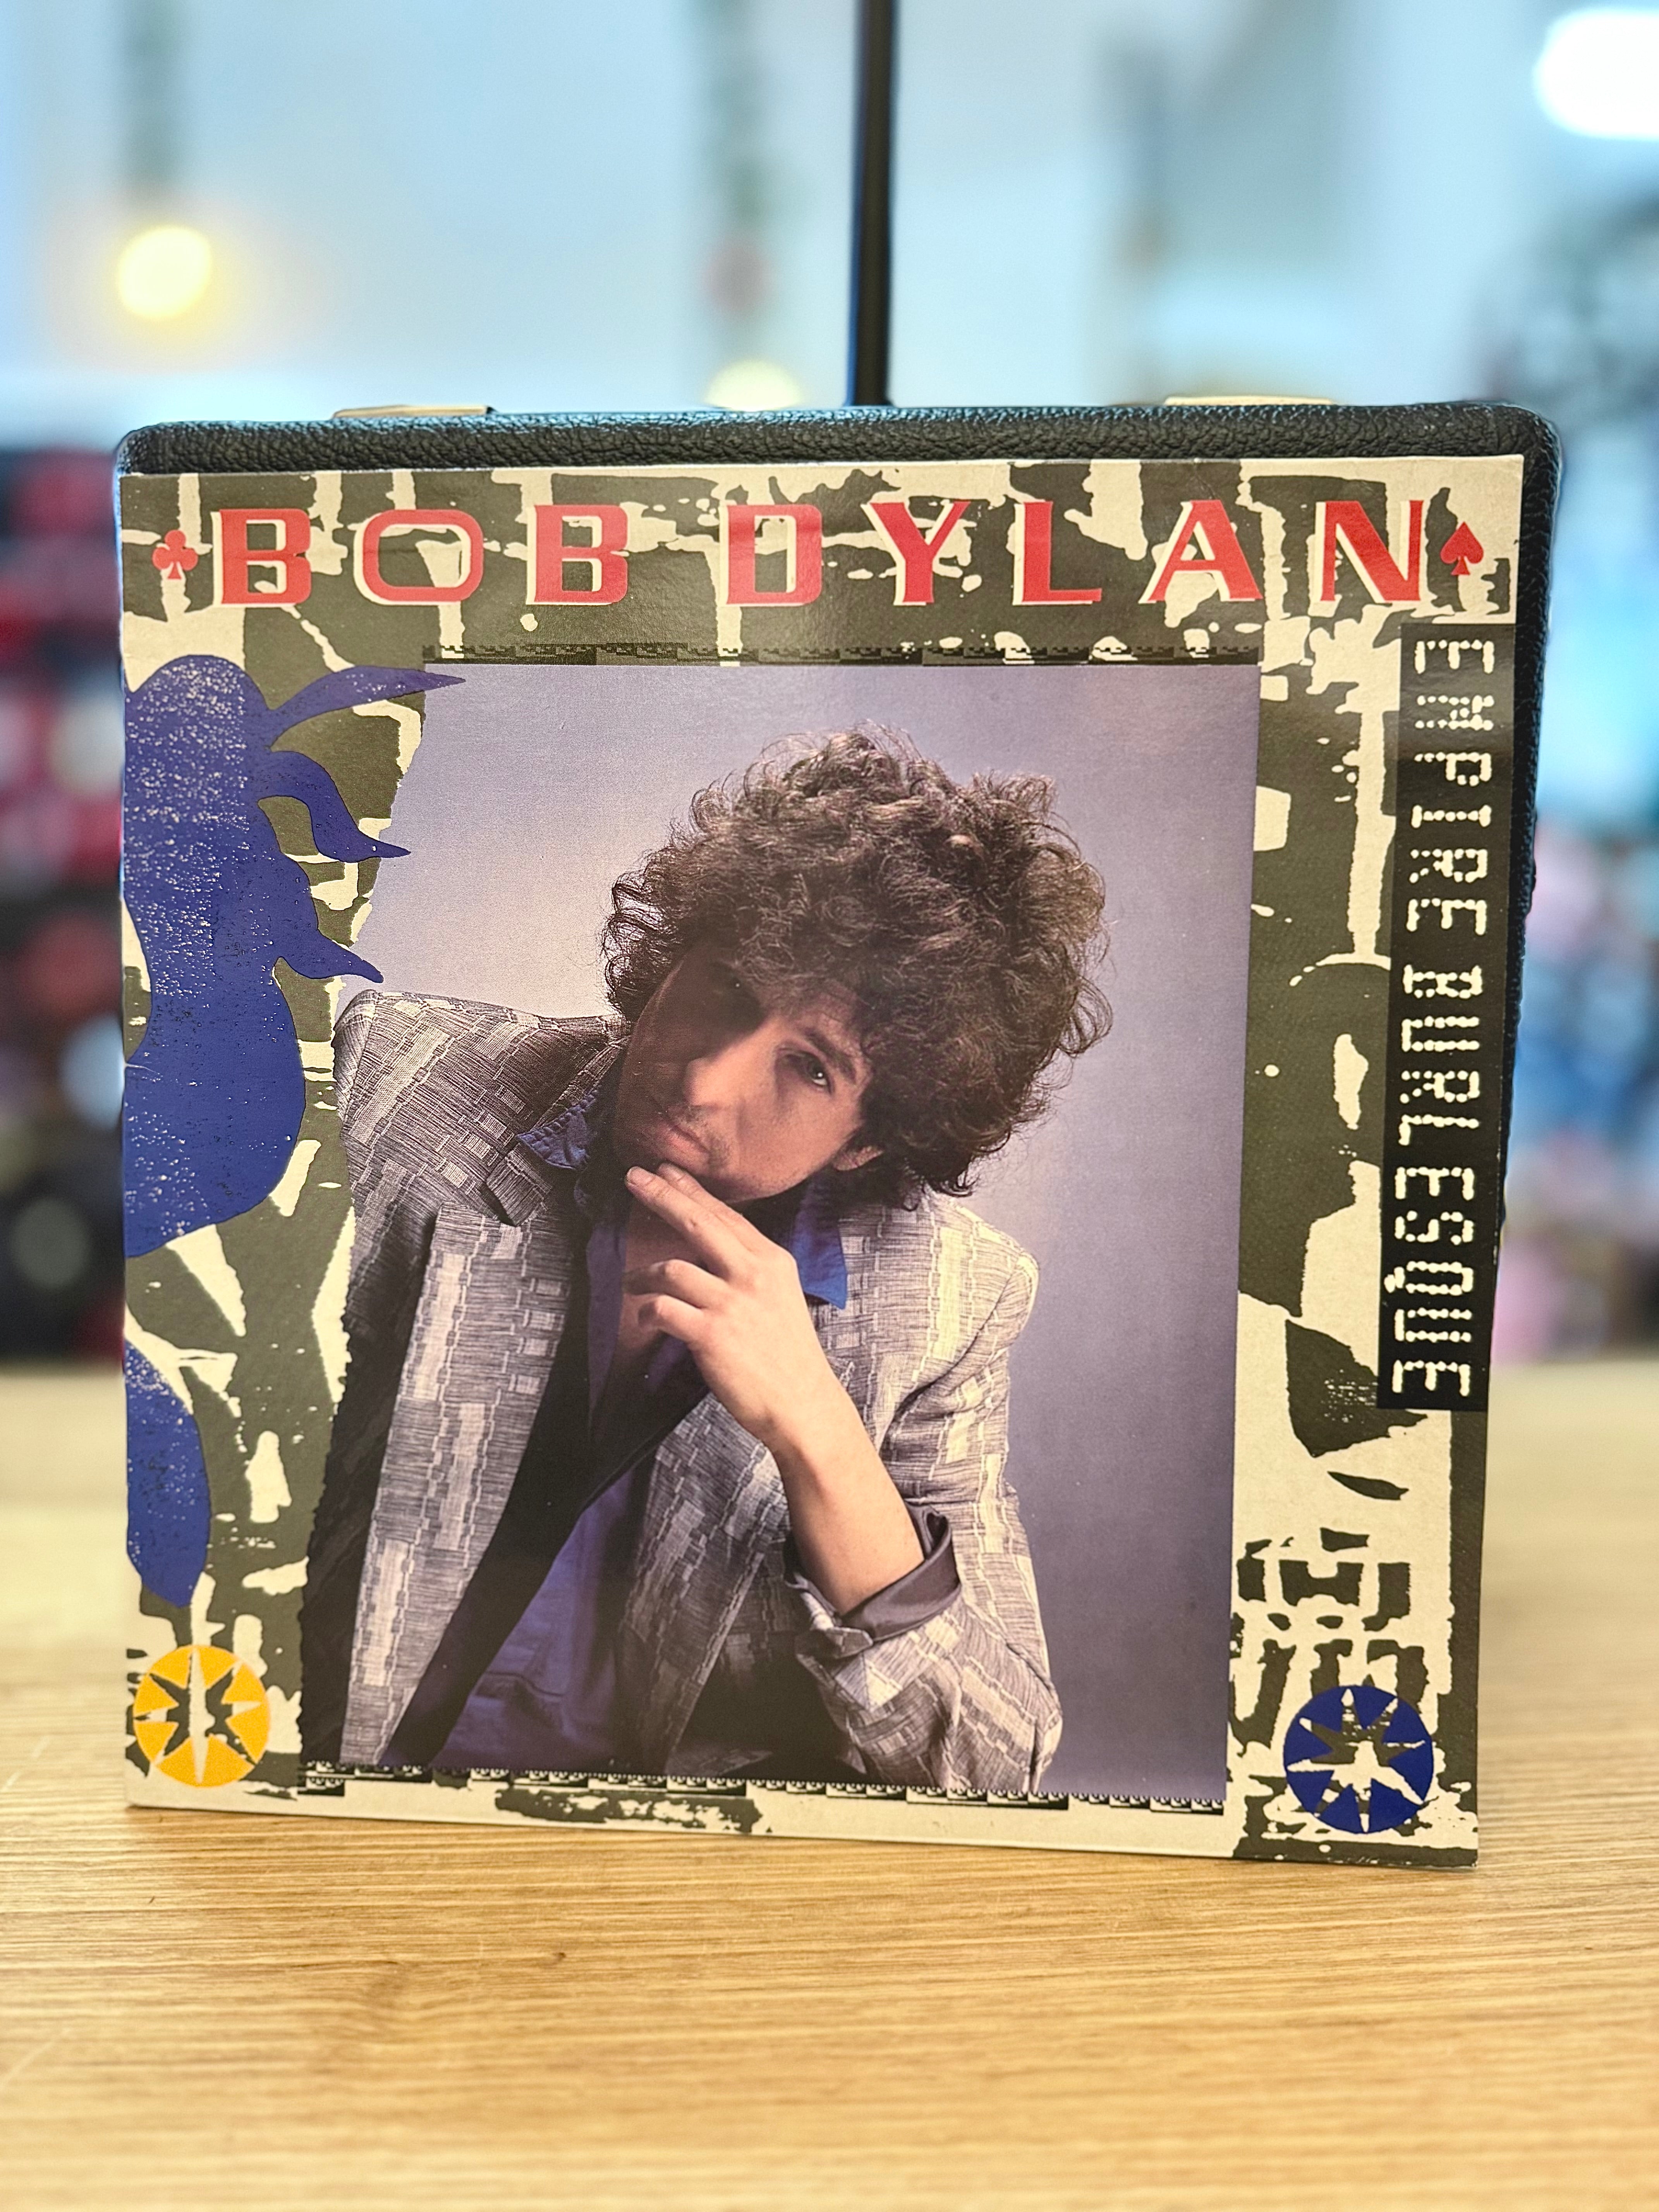 BOB DYLAN
EMPIRE BURLESQUE